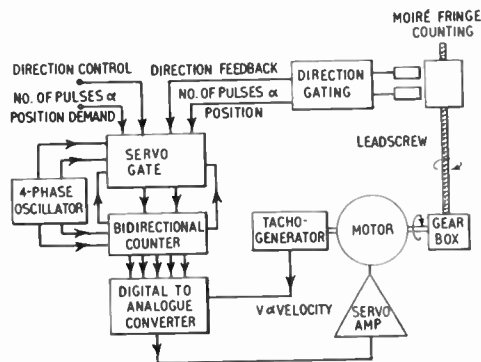 MOIRÉ FRINGE
COUNTING
DIRECTION CONTROL
DIRECTION FEEDBACK
DIRECTION
GATING
NO. OF PULSES α
POSITION DEMAND
NO. OF PULSES α
POSITION
LEADSCREW
SERVO
GATE
4-PHASE
OSCILLATOR
BIDIRECTIONAL
COUNTER
TACHO-
GENERATOR
MOTOR
GEAR
BOX
DIGITAL TO
ANALOGUE
CONVERTER
V α VELOCITY
SERVO
AMP